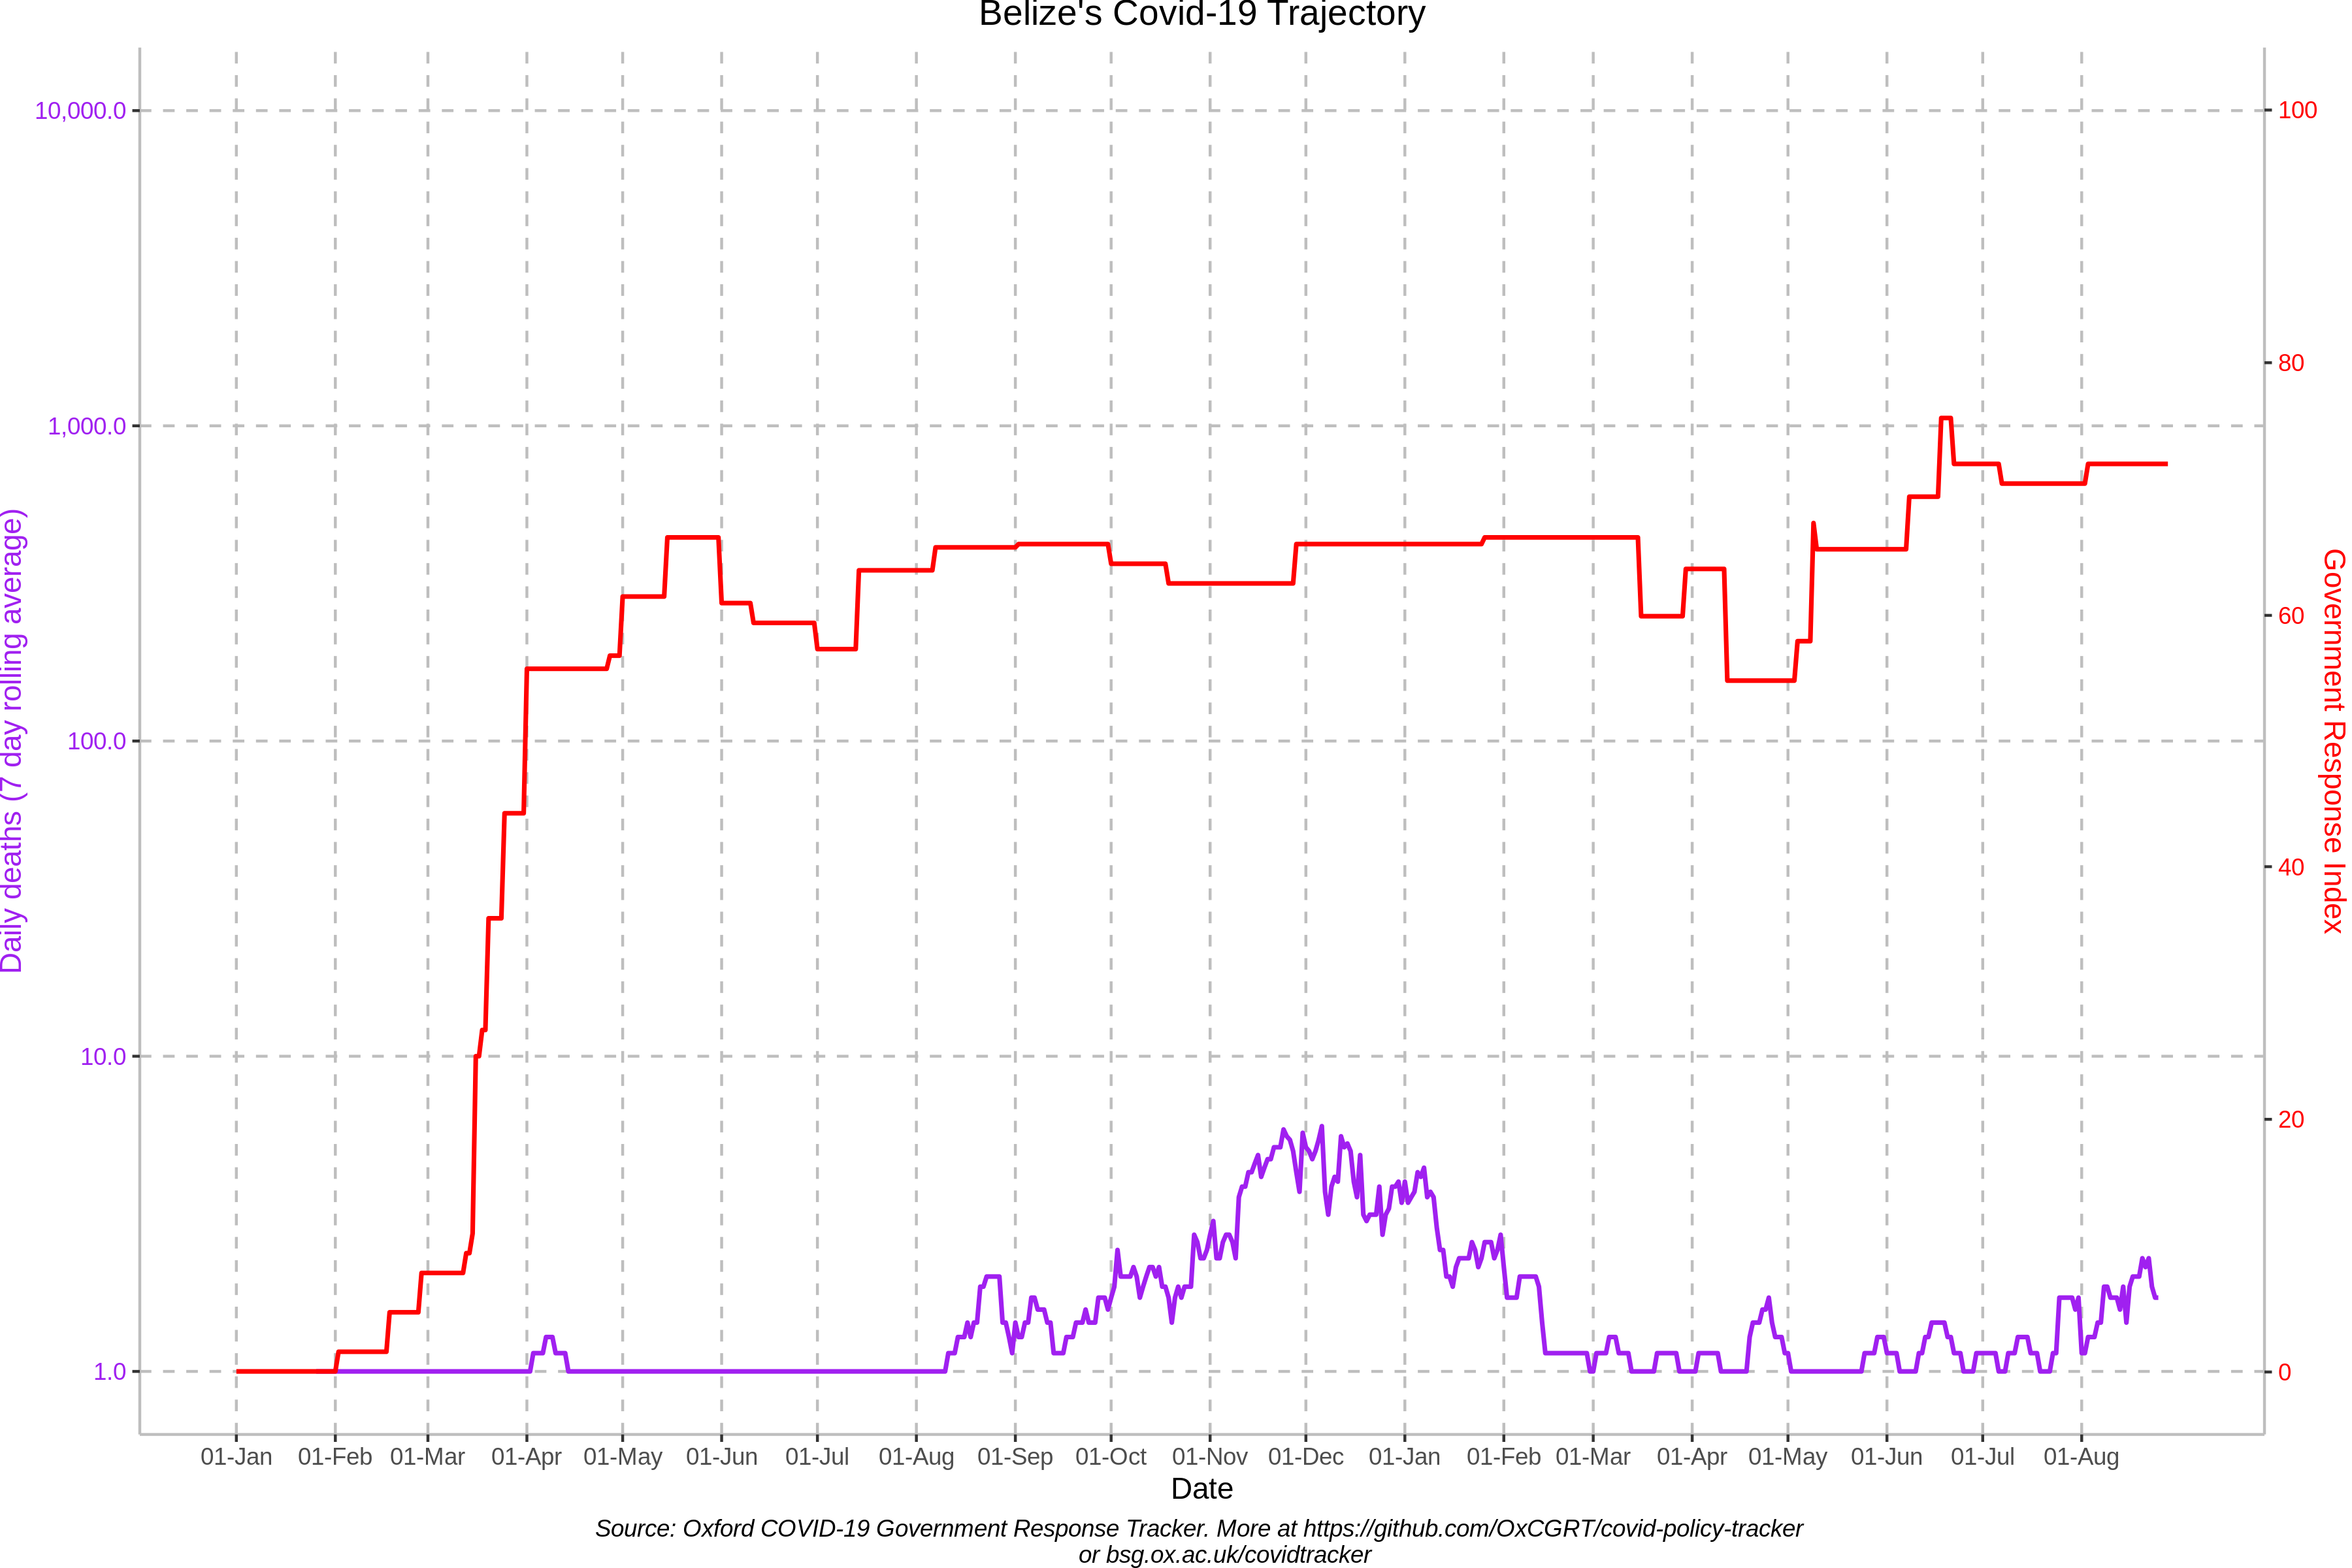 Belize's Covid-19 Trajectory
10,000.0
1,000.0
100.0
10.0
1.0
Daily deaths (7 day rolling average)
100
80
60
40
20
0
Government Response Index
01-Jan 01-Feb 01-Mar 01-Apr 01-May 01-Jun 01-Jul 01-Aug 01-Sep 01-Oct 01-Nov 01-Dec 01-Jan 01-Feb 01-Mar 01-Apr 01-May 01-Jun 01-Jul 01-Aug
Date
Source: Oxford COVID-19 Government Response Tracker. More at https://github.com/OxCGRT/covid-policy-tracker
or bsg.ox.ac.uk/covidtracker